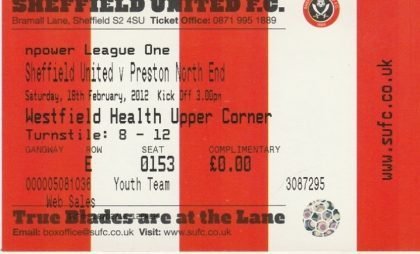 SHEFFIELD UNITED F.C.
Bramall Lane, Sheffield S2 4SU Ticket Office: 0871 995 1889
npower League One
Sheffield United v Preston North End
Saturday, 18th February, 2012 Kick Off 3.00pm
Westfield Health Upper Corner
Turnstile: 8 - 12
GANGWAY ROW SEAT COMPLIMENTARY
E 0153 £0.00
000005081036 Youth Team 3087295
Web Sales
True Blades are at the Lane
Email: boxoffice@sufc.co.uk Visit: www.sufc.co.uk
www.sufc.co.uk